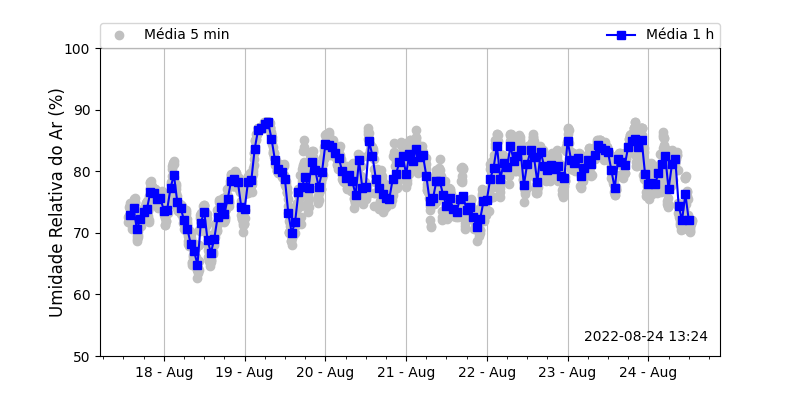 Média 5 min Média 1 h
Umidade Relativa do Ar (%)
100
90
80
70
60
50
2022-08-24 13:24
18 - Aug 19 - Aug 20 - Aug 21 - Aug 22 - Aug 23 - Aug 24 - Aug